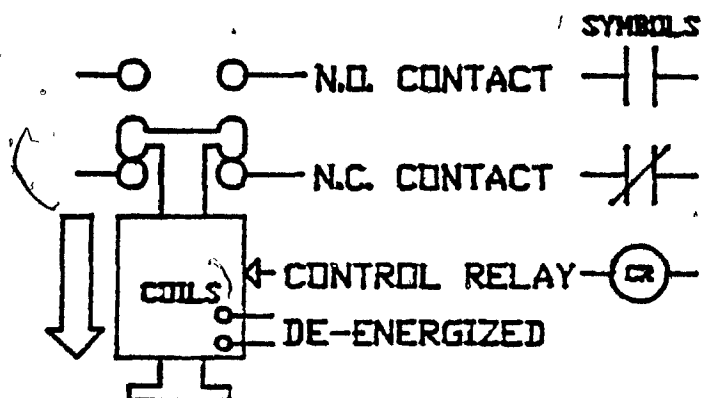 SYMBOLS
N.O. CONTACT
N.C. CONTACT
CONTROL RELAY
CR
COILS
DE-ENERGIZED